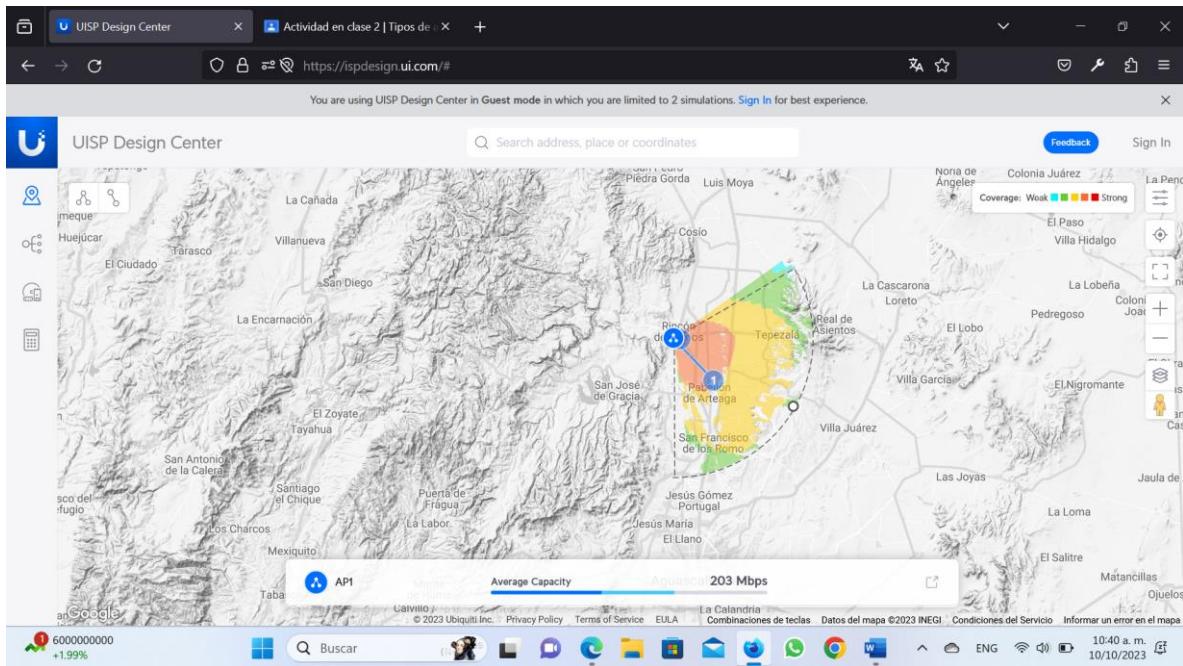 UISP Design Center
Actividad en clase 2 | Tipos de
https://ispdesign.ui.com/#
You are using UISP Design Center in Guest mode in which you are limited to 2 simulations. Sign In for best experience.
UISP Design Center
Search address, place or coordinates
Feedback
Sign In
Piedra Gorda
Luis Moya
Noria de Ángeles
Colonia Juárez
La Cañada
Coverage: Weak Strong
Huejúcar
Tarasco
Villanueva
Cosío
El Paso
Villa Hidalgo
El Ciudado
San Diego
La Cascarona
Loreto
La Lobeña
La Encarnación
Pedregoso
Rincón
Tepezalá
Real de Asientos
El Lobo
San José de Gracia
1
Pabellón de Arteaga
Villa García
El Nigromante
El Zoyate
Tayahua
San Francisco de los Romo
Villa Juárez
San Antonio de la Calera
Las Joyas
Jaula de
Santiago el Chique
Puerta de Fragua
Jesús Gómez Portugal
La Loma
Los Charcos
La Labor
Jesús María
El Llano
Mexiquito
El Salitre
AP1
Average Capacity
203 Mbps
Matancillas
Ojuelos
Google
Calvillo
La Calandria
© 2023 Ubiquiti Inc.
Privacy Policy
Terms of Service
EULA
Combinaciones de teclas
Datos del mapa ©2023 INEGI
Condiciones del Servicio
Informar un error en el mapa
6000000000
+1.99%
Buscar
ENG
10:40 a. m.
10/10/2023